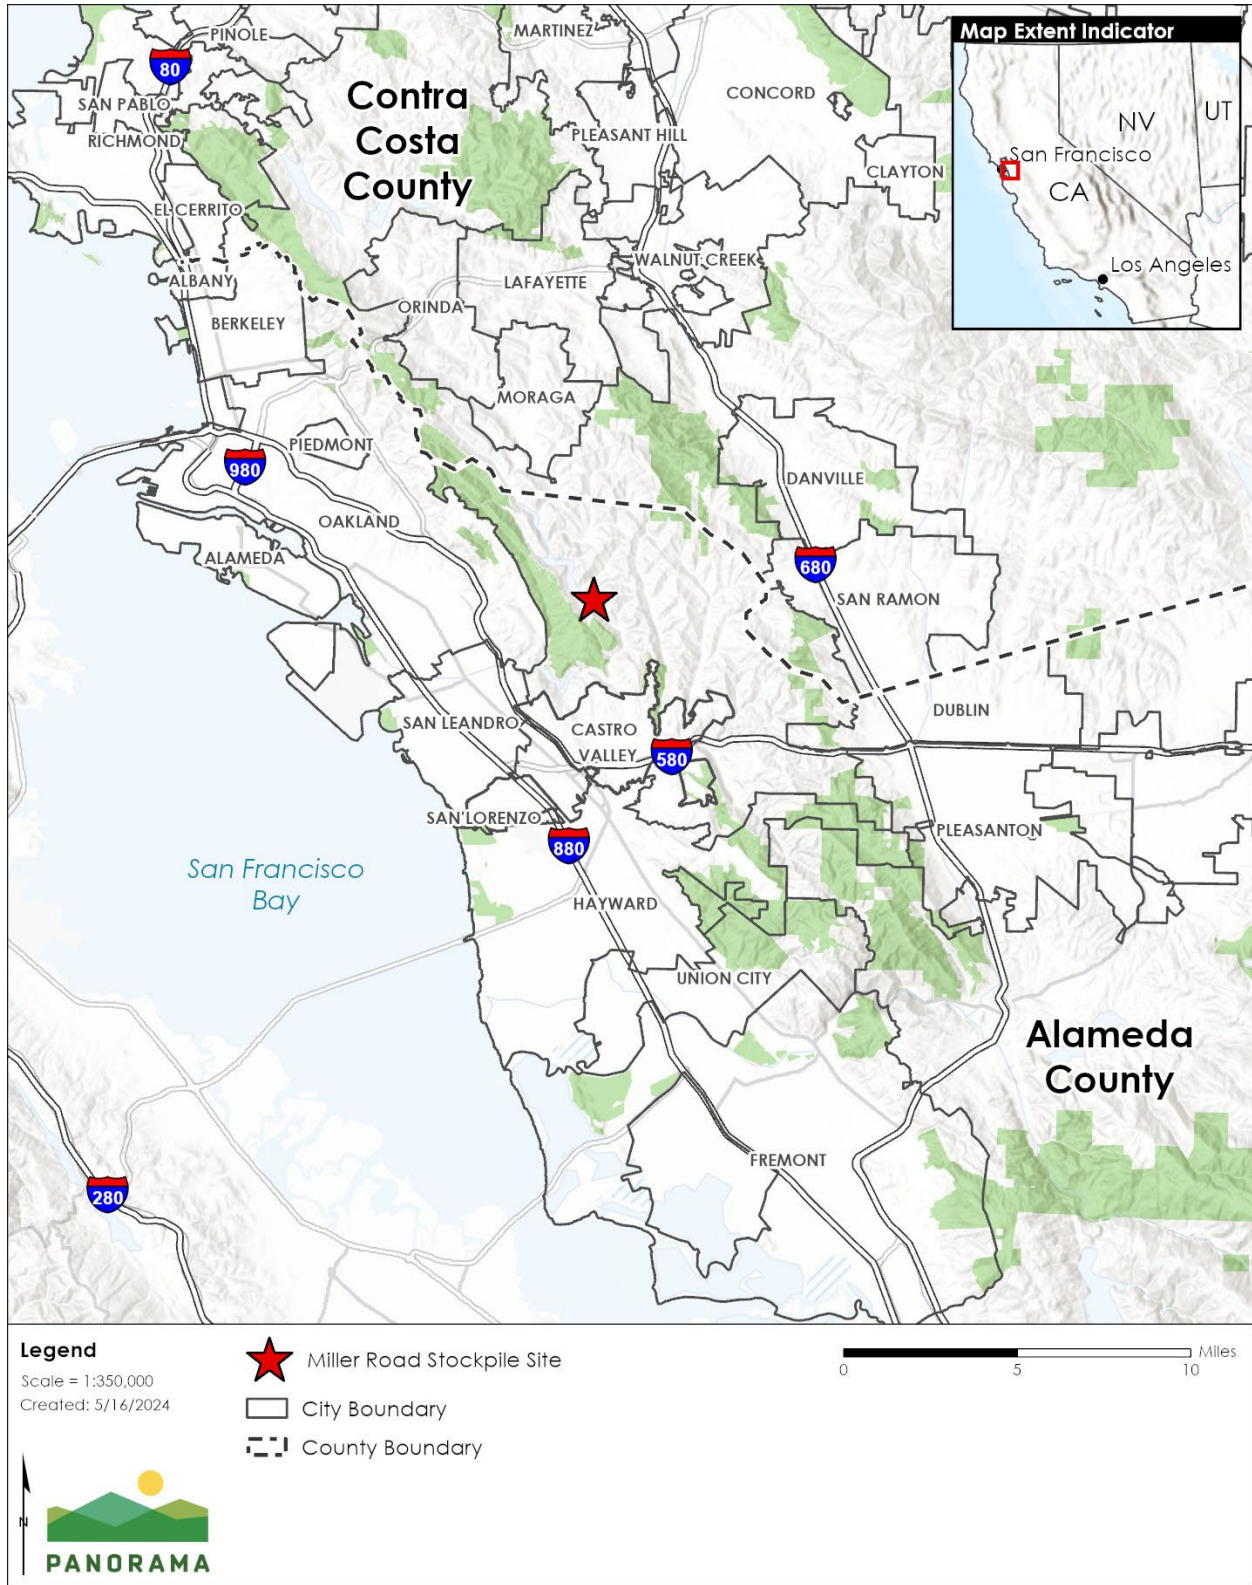 PINOLE
MARTINEZ
80
Contra
Costa
County
CONCORD
SAN PABLO
RICHMOND
PLEASANT HILL
CLAYTON
EL CERRITO
WALNUT CREEK
ALBANY
LAFAYETTE
ORINDA
BERKELEY
MORAGA
PIEDMONT
980
DANVILLE
OAKLAND
ALAMEDA
680
SAN RAMON
DUBLIN
SAN LEANDRO
CASTRO
VALLEY
580
SAN LORENZO
880
PLEASANTON
San Francisco
Bay
HAYWARD
UNION CITY
Alameda
County
FREMONT
280
Map Extent Indicator
NV
UT
San Francisco
CA
Los Angeles
Legend
Scale = 1:350,000
Created: 5/16/2024
Miller Road Stockpile Site
City Boundary
County Boundary
Miles
0
5
10
N
PANORAMA